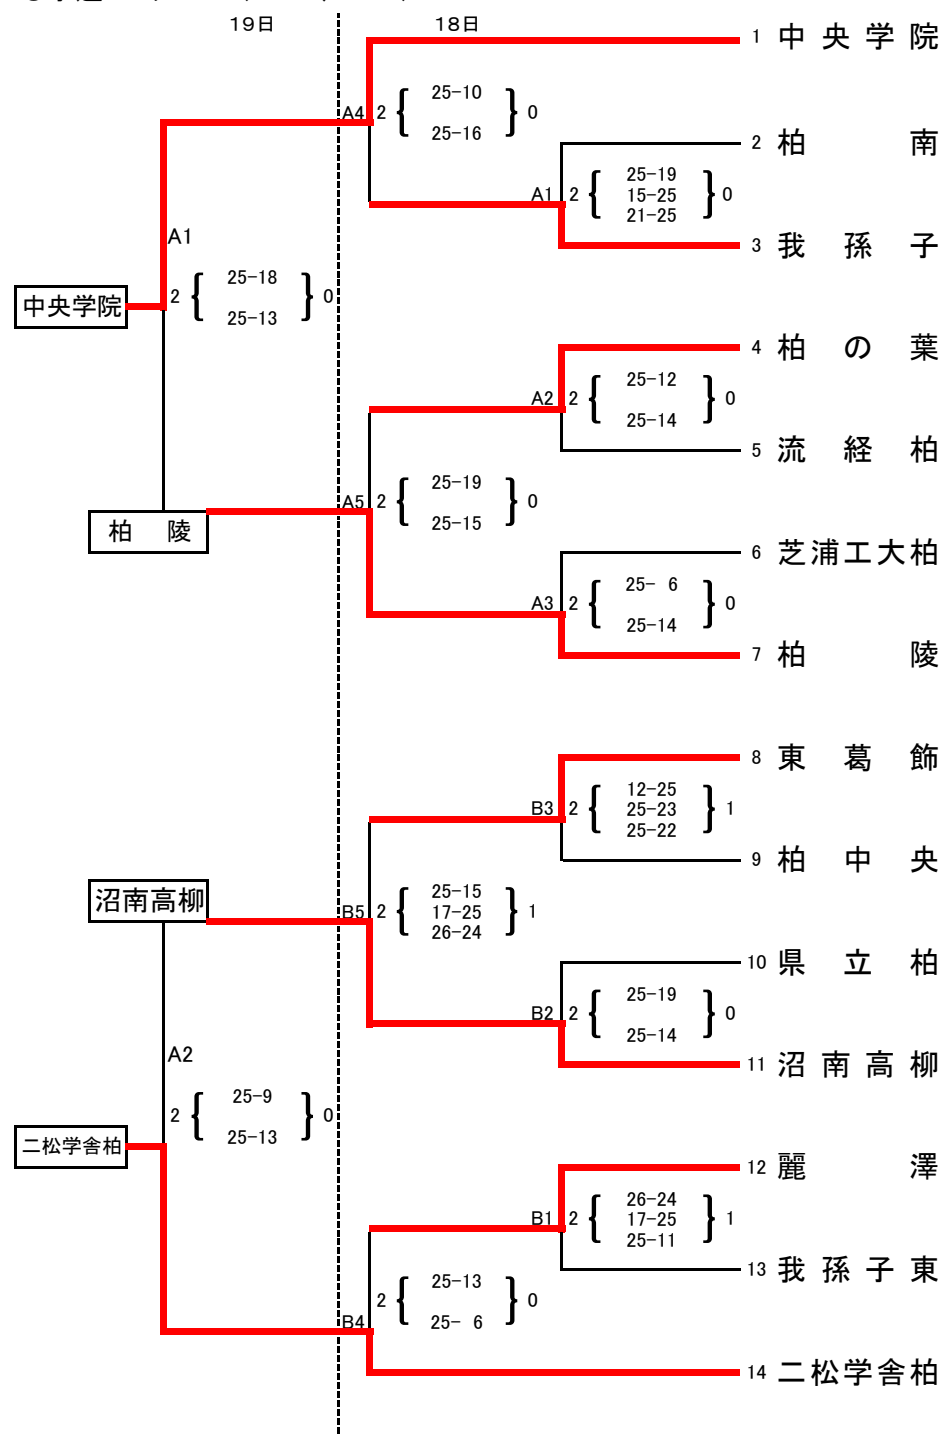 19日 18日
1 中央学院
A4 2 { 25-10 } 0
25-16
2 柏南
A1 2 { 25-19 } 0
15-25
21-25
3 我孫子
A1
2 { 25-18 } 0
25-13
中央学院
4 柏の葉
A2 2 { 25-12 } 0
25-14
5 流経柏
A5 2 { 25-19 } 0
25-15
柏陵
6 芝浦工大柏
A3 2 { 25- 6 } 0
25-14
7 柏陵
8 東葛飾
B3 2 { 12-25 } 1
25-23
25-22
9 柏中央
沼南高柳
B5 2 { 25-15 } 1
17-25
26-24
10 県立柏
B2 2 { 25-19 } 0
25-14
11 沼南高柳
A2
2 { 25-9 } 0
25-13
二松学舎柏
12 麗澤
B1 2 { 26-24 } 1
17-25
25-11
13 我孫子東
B4 2 { 25-13 } 0
25- 6
14 二松学舎柏